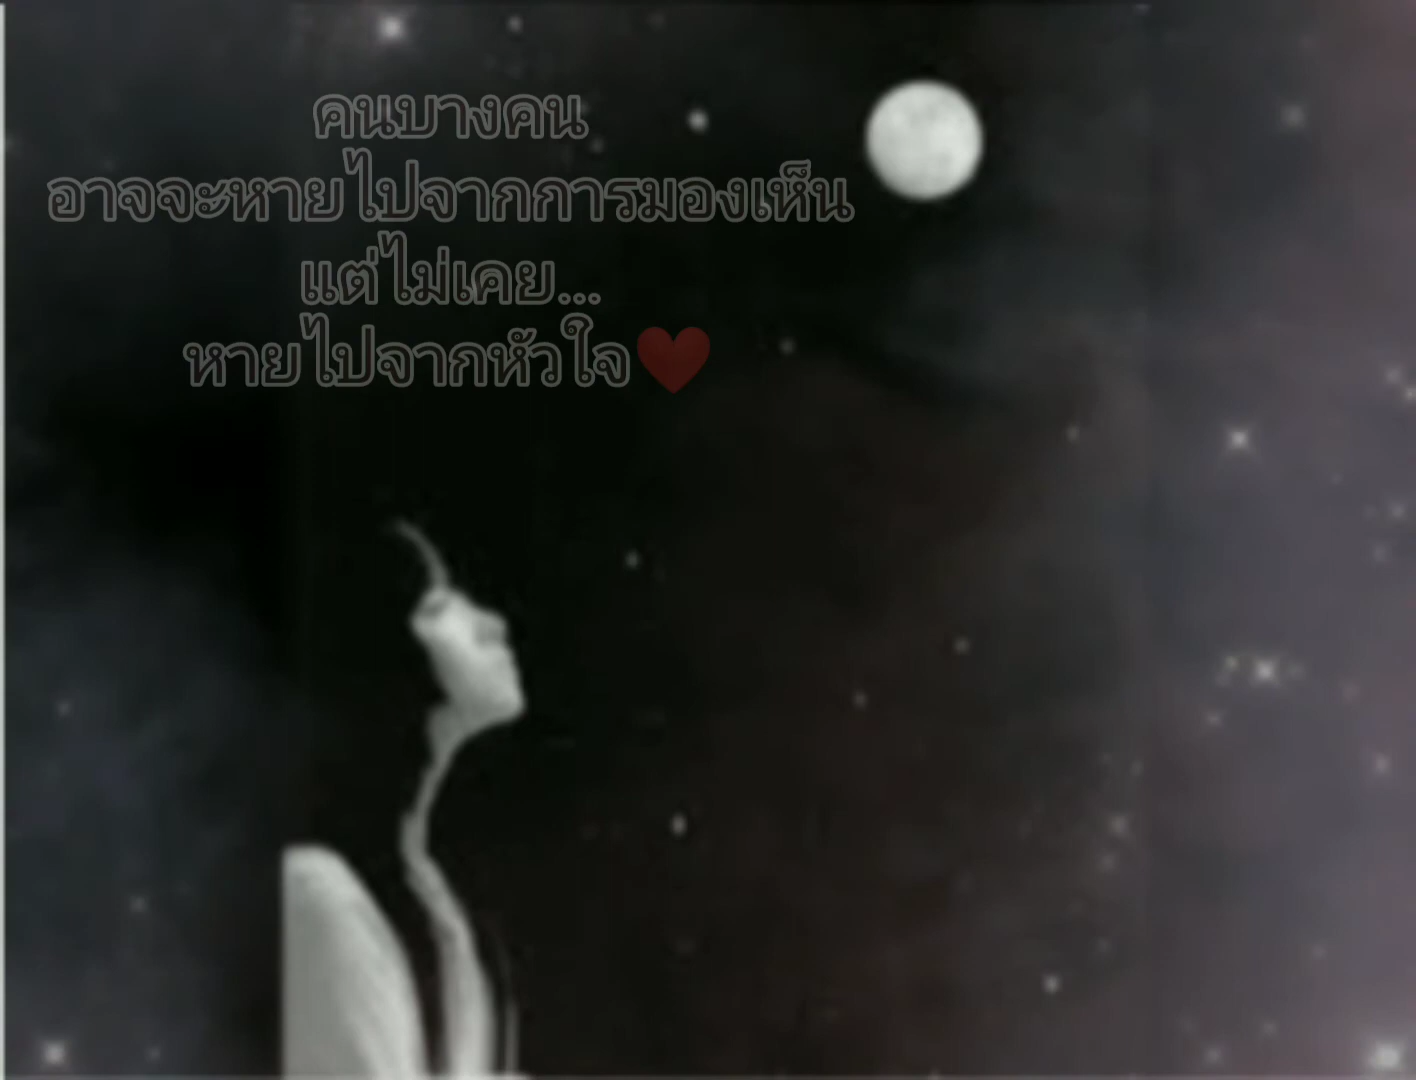 คนบางคน
อาจจะหายไปจากการมองเห็น
แต่ไม่เคย...
หายไปจากหัวใจ❤